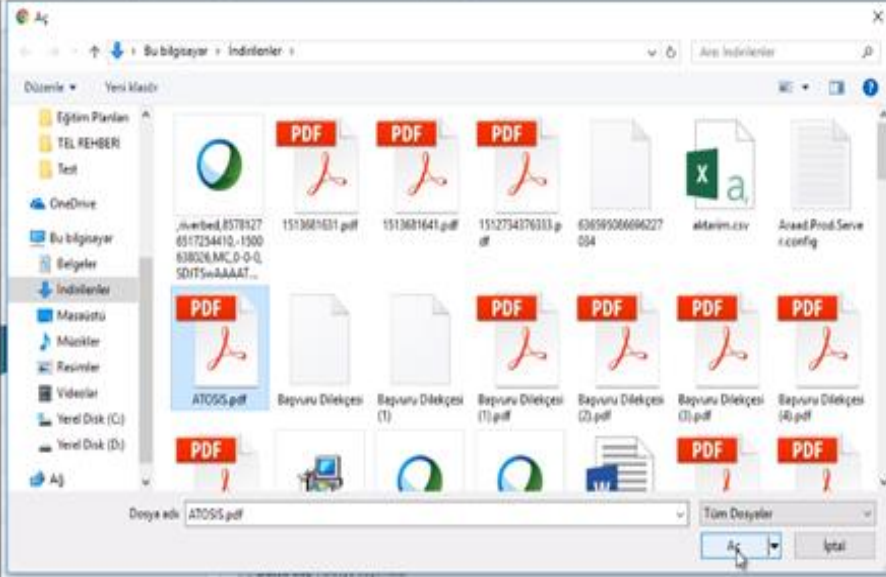 Aç
Bu bilgisayar › İndirilenler ›
Ara: İndirilenler
Düzenle
Yeni klasör
Eğitim Planları
TEL REHBERİ
Test
OneDrive
Bu bilgisayar
Belgeler
İndirilenler
Masaüstü
Müzikler
Resimler
Videolar
Yerel Disk (C:)
Yerel Disk (D:)
Ağ
PDF
PDF
PDF
X
a,
1513681631.pdf
1513681641.pdf
1512734376333.p
df
aktarim.csv
Araad.Prod.Serve
r.config
PDF
PDF
PDF
PDF
PDF
ATOSIS.pdf
Başvuru Dilekçesi
Başvuru Dilekçesi
(1)
Başvuru Dilekçesi
(1).pdf
Başvuru Dilekçesi
(2).pdf
Başvuru Dilekçesi
(3).pdf
Başvuru Dilekçesi
(4).pdf
PDF
W
PDF
PDF
Dosya adı:
ATOSIS.pdf
Tüm Dosyalar
Aç
İptal